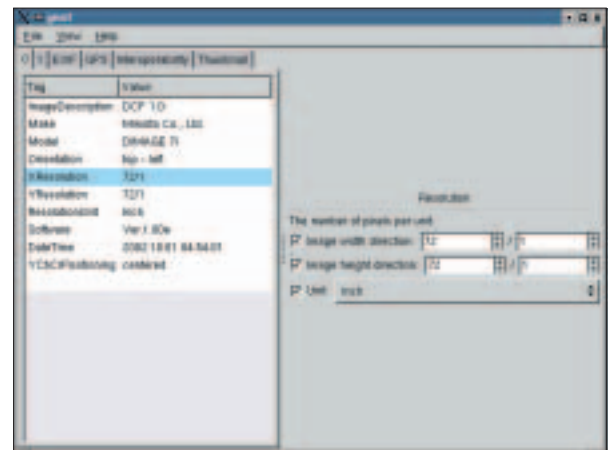 gexif
File View Help
0 1 EXIF GPS Interoperability Thumbnail
Tag Value
ImageDescription DCP 1.0
Make Minolta Co., Ltd.
Model DiMAGE 7i
Orientation top - left
XResolution 72/1
YResolution 72/1
ResolutionUnit Inch
Software
DateTime
YCbCrPositioning centered
Resolution
The number of pixels per unit.
Image width direction: 72 / 1
Image height direction: 72 / 1
Unit: Inch